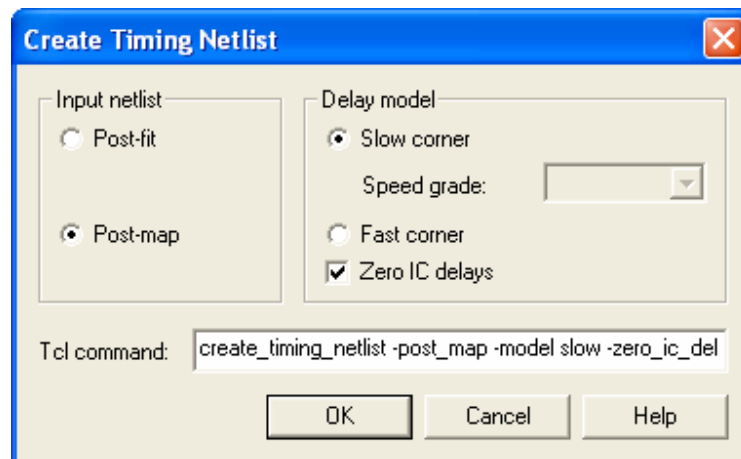 Create Timing Netlist
Input netlist
Post-fit
Post-map
Delay model
Slow corner
Speed grade:
Fast corner
Zero IC delays
Tcl command: create_timing_netlist -post_map -model slow -zero_ic_del
OK Cancel Help